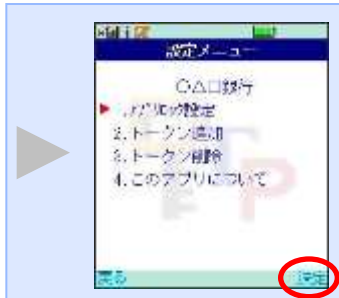 設定メニュー
○△□銀行
1.アプリロック設定
2.トークン追加
3.トークン削除
4.このアプリについて
戻る
決定